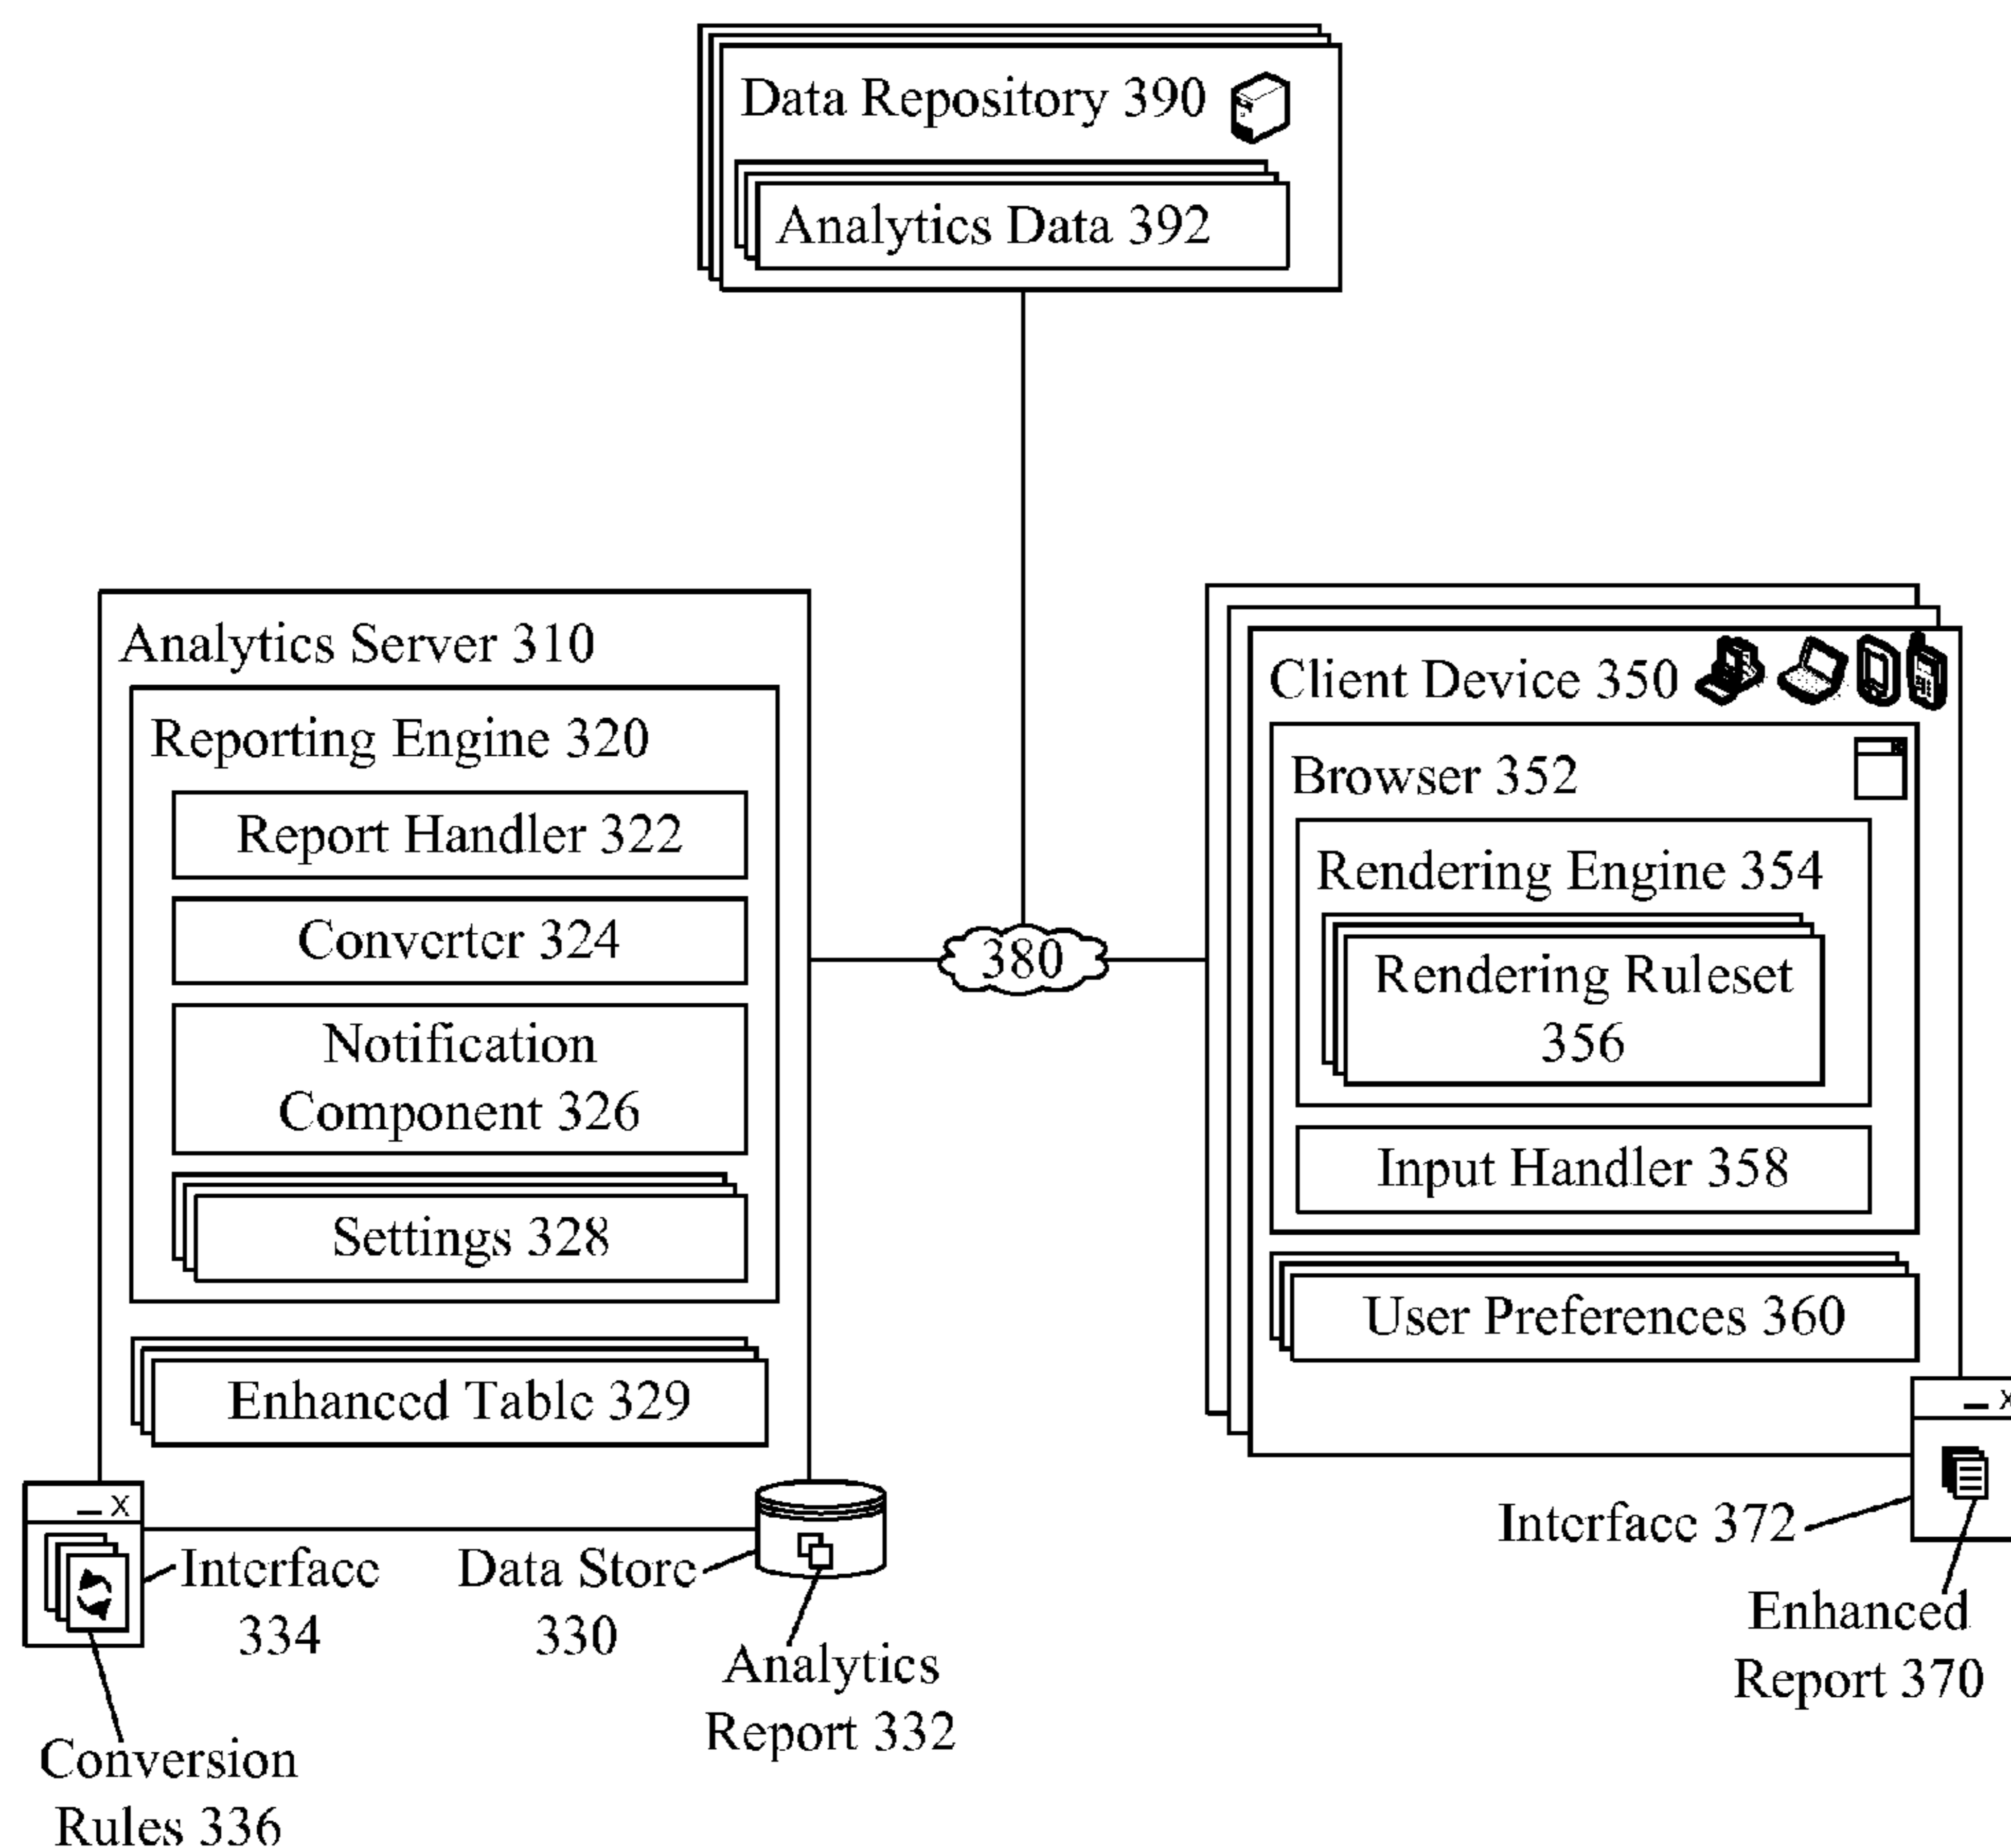 Data Repository 390
Analytics Data 392
Analytics Server 310
Reporting Engine 320
Report Handler 322
Converter 324
Notification
Component 326
Settings 328
Enhanced Table 329
380
Client Device 350
Browser 352
Rendering Engine 354
Rendering Ruleset
356
Input Handler 358
User Preferences 360
_ X
Interface
334
Conversion
Rules 336
Data Store
330
Analytics
Report 332
_ X
Interface 372
Enhanced
Report 370